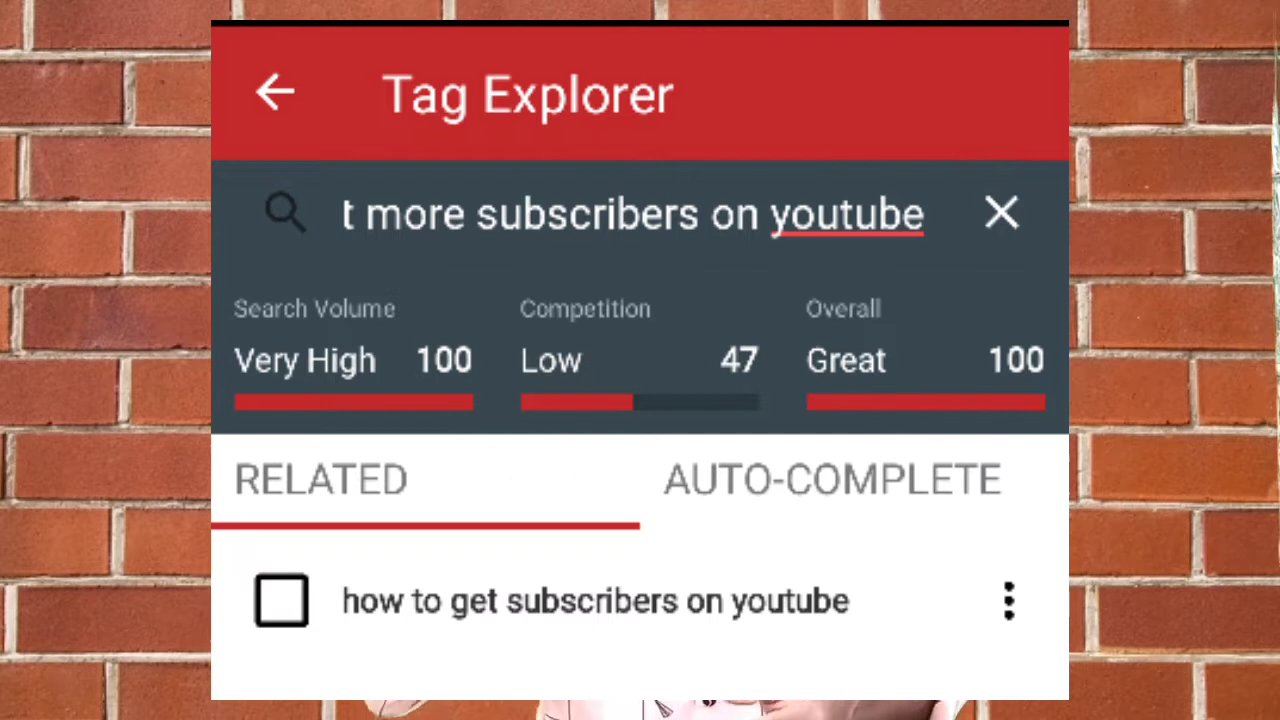 Tag Explorer
t more subscribers on youtube
Search Volume Competition Overall
Very High 100 Low 47 Great 100
RELATED AUTO-COMPLETE
how to get subscribers on youtube